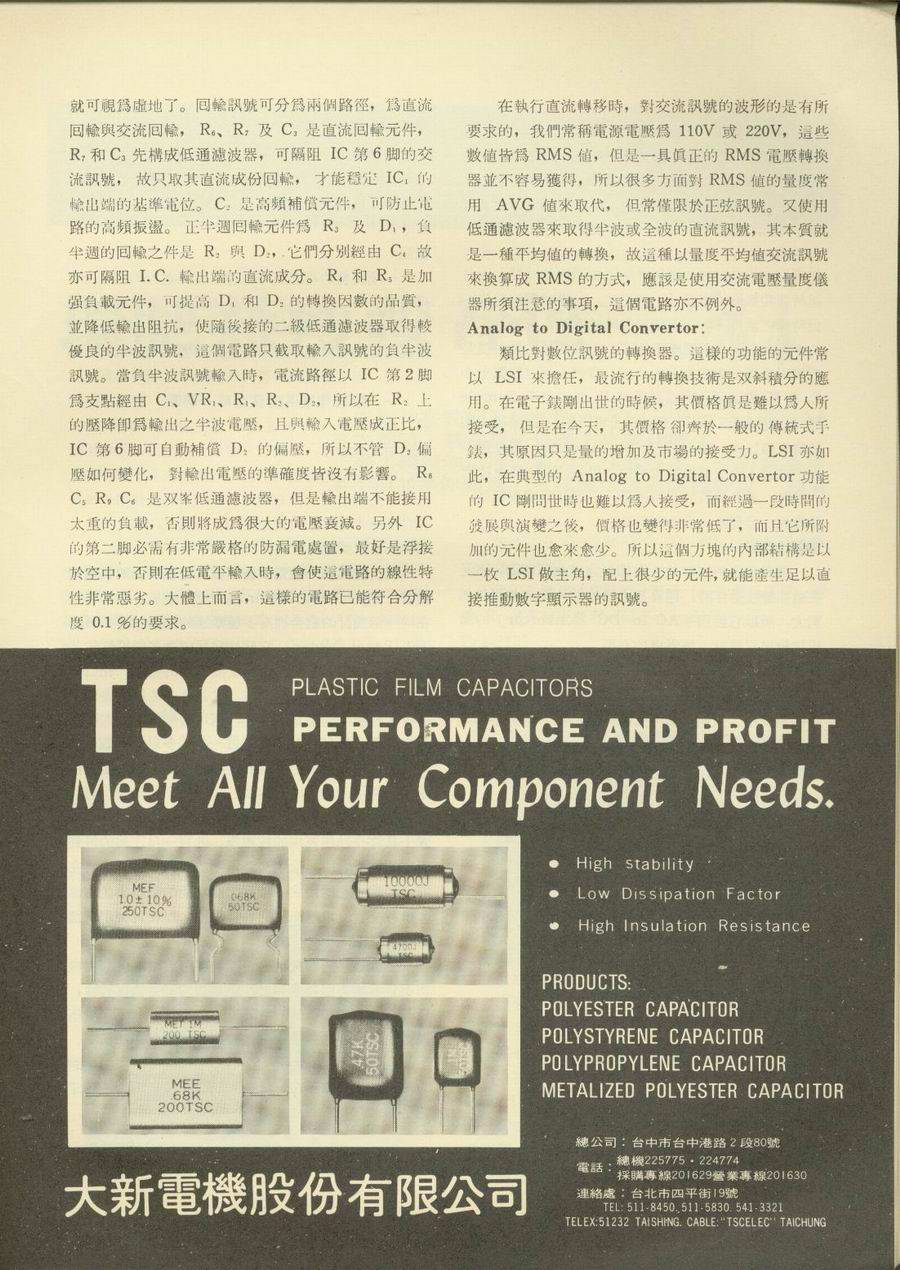 就可視爲虛地了。回輸訊號可分爲兩個路徑，爲直流
回輸與交流回輸， R₆、R₇ 及 C₃ 是直流回輸元件，
R₇ 和 C₃ 先構成低通濾波器，可隔阻 IC 第 6 脚的交
流訊號， 故只取其直流成份回輸， 才能穩定 IC₁ 的
輸出端的基準電位。 C₂ 是高頻補償元件， 可防止电
路的高頻振盪。 正半週回輸元件爲 R₃ 及 D₁，負
半週的回輸之件是 R₂ 與 D₂，它們分别經由 C₄ 故
亦可隔阻 I.C. 輸出端的直流成分。 R₄ 和 R₅ 是加
强負載元件，可提高 D₁ 和 D₂ 的轉換因數的品質，
並降低輸出阻抗，使隨後接的二級低通濾波器取得較
優良的半波訊號， 這個電路只截取輸入訊號的負半波
訊號。當負半波訊號輸入時，電流路徑以 IC 第 2 脚
爲支點經由 C₁、VR₁、R₁、R₂、D₂，所以在 R₂ 上
的壓降卽爲輸出之半波電壓，且與輸入電壓成正比，
IC 第 6 脚可自動補償 D₂ 的偏壓，所以不管 D₂ 偏
壓如何變化， 對輸出電壓的準確度皆沒有影響。 R₈
C₅ R₉ C₆ 是双級低通濾波器，但是輸出端不能接用
太重的負載，否則將成爲很大的電壓衰減。另外 IC
的第二脚必需有非常嚴格的防漏電處置，最好是浮接
於空中，否則在低電平輸入時，會使這電路的線性特
性非常惡劣。大體上而言，這樣的電路已能符合分解
度 0.1 %的要求。
在執行直流轉移時，對交流訊號的波形的是有所
要求的，我們常稱電源電壓爲 110V 或 220V，這些
數値皆爲 RMS 値，但是一具眞正的 RMS 電壓轉換
器並不容易獲得，所以很多方面對 RMS 值的量度常
用 AVG 値來取代， 但常僅限於正弦訊號。又使用
低通濾波器來取得半波或全波的直流訊號，其本質就
是一種平均値的轉換，故這種以量度平均値交流訊號
來換算成 RMS 的方式，應該是使用交流電壓量度儀
器所須注意的事項，這個電路亦不例外。
Analog to Digital Convertor:
類比對數位訊號的轉換器。這樣的功能的元件常
以 LSI 來擔任，最流行的轉換技術是双斜積分的應
用。在電子錶剛出世的時候，其價格眞是難以爲人所
接受， 但是在今天， 其價格 卻齊於一般的 傳統式手
錶，其原因只是量的增加及市場的接受力。LSI 亦如
此，在典型的 Analog to Digital Convertor 功能
的 IC 剛問世時也難以爲人接受，而經過一段時間的
發展與演變之後，價格也變得非常低了，而且它所附
加的元件也愈來愈少。所以這個方塊的內部結構是以
一枚 LSI 做主角，配上很少的元件，就能產生足以直
接推動數字顯示器的訊號。
TSC
PLASTIC FILM CAPACITORS
PERFORMANCE AND PROFIT
Meet All Your Component Needs.
MEF
1.0±10%
250TSC
.068K
50TSC
10000J
TSC
4700J
TSC
MET 1M
200 TSC
MEE
.68K
200TSC
.47K
50TSC
• High stability
• Low Dissipation Factor
• High Insulation Resistance
PRODUCTS:
POLYESTER CAPACITOR
POLYSTYRENE CAPACITOR
POLYPROPYLENE CAPACITOR
METALIZED POLYESTER CAPACITOR
大新電機股份有限公司
總公司：台中市台中港路 2 段80號
電話：總機225775・224774
採購專線201629營業專線201630
連絡處：台北市四平街19號
TEL: 511-8450. 511-5830. 541-3321
TELEX:51232 TAISHING. CABLE:"TSCELEC" TAICHUNG